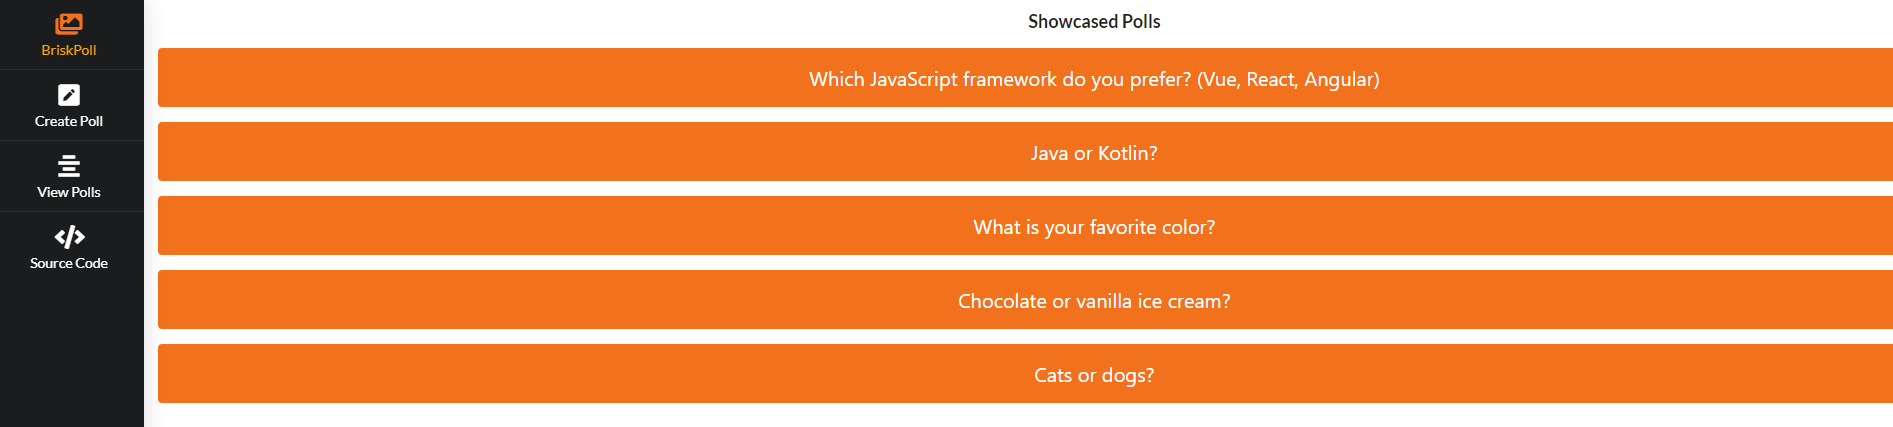 BriskPoll
Create Poll
View Polls
Source Code
Showcased Polls
Which JavaScript framework do you prefer? (Vue, React, Angular)
Java or Kotlin?
What is your favorite color?
Chocolate or vanilla ice cream?
Cats or dogs?